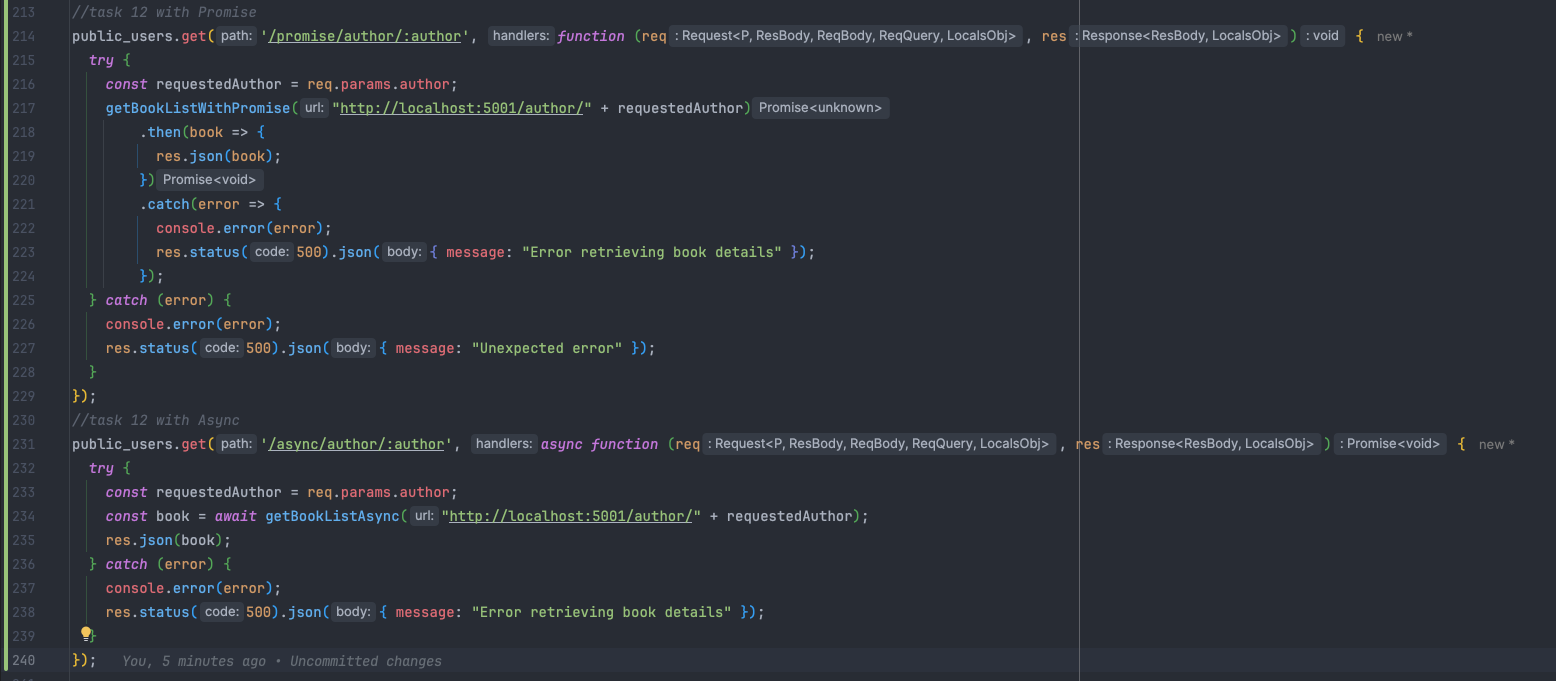 213 //task 12 with Promise
214 public_users.get( path: '/promise/author/:author', handlers: function (req : Request<P, ResBody, ReqBody, ReqQuery, LocalsObj> , res : Response<ResBody, LocalsObj> ) : void { new *
215 try {
216 const requestedAuthor = req.params.author;
217 getBookListWithPromise( url: "http://localhost:5001/author/" + requestedAuthor) Promise<unknown>
218 .then(book => {
219 res.json(book);
220 }) Promise<void>
221 .catch(error => {
222 console.error(error);
223 res.status( code: 500).json( body: { message: "Error retrieving book details" });
224 });
225 } catch (error) {
226 console.error(error);
227 res.status( code: 500).json( body: { message: "Unexpected error" });
228 }
229 });
230 //task 12 with Async
231 public_users.get( path: '/async/author/:author', handlers: async function (req : Request<P, ResBody, ReqBody, ReqQuery, LocalsObj> , res : Response<ResBody, LocalsObj> ) : Promise<void> { new *
232 try {
233 const requestedAuthor = req.params.author;
234 const book = await getBookListAsync( url: "http://localhost:5001/author/" + requestedAuthor);
235 res.json(book);
236 } catch (error) {
237 console.error(error);
238 res.status( code: 500).json( body: { message: "Error retrieving book details" });
239 }
240 }); You, 5 minutes ago • Uncommitted changes